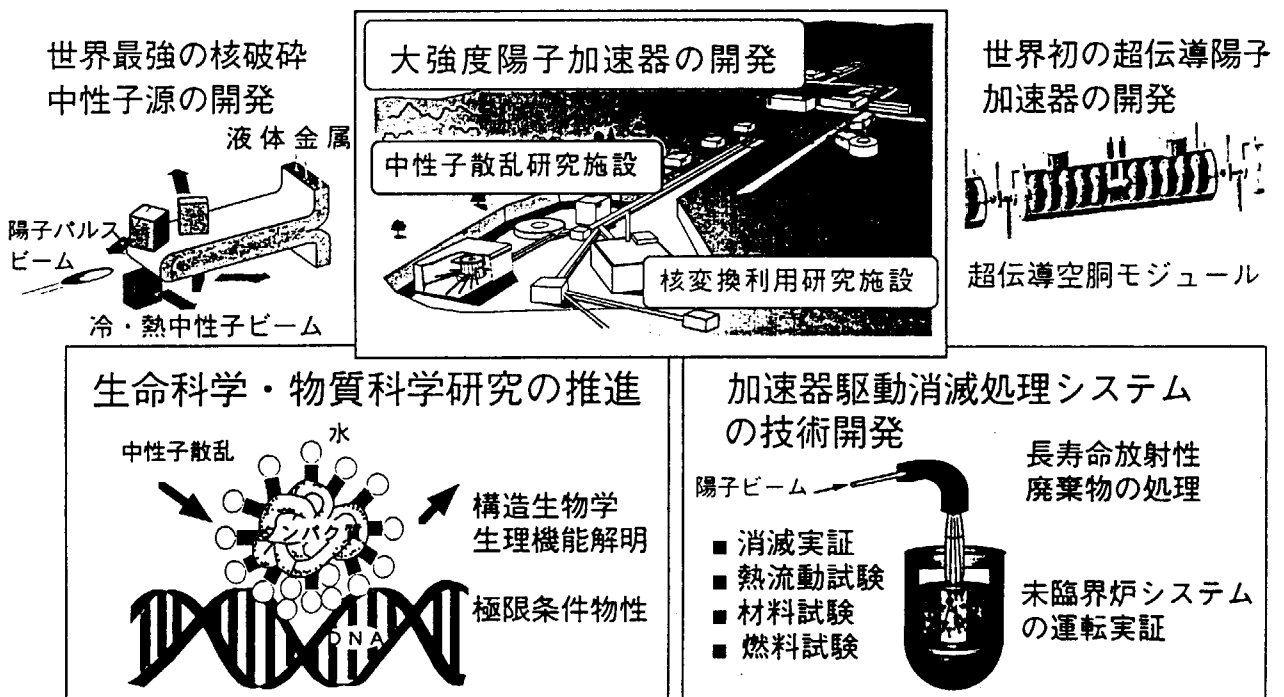 世界最強の核破砕
中性子源の開発
液体金属
陽子パルス
ビーム
冷・熱中性子ビーム
大強度陽子加速器の開発
中性子散乱研究施設
核変換利用研究施設
世界初の超伝導陽子
加速器の開発
超伝導空胴モジュール
生命科学・物質科学研究の推進
中性子散乱
水
タンパク質
DNA
構造生物学
生理機能解明
極限条件物性
加速器駆動消滅処理システム
の技術開発
陽子ビーム
■ 消滅実証
■ 熱流動試験
■ 材料試験
■ 燃料試験
長寿命放射性
廃棄物の処理
未臨界炉システム
の運転実証